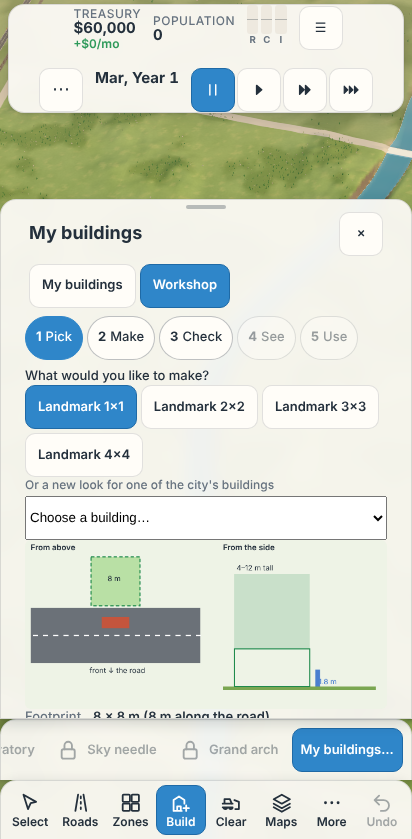 TREASURY
$60,000
+$0/mo
POPULATION
0
R C I
☰
···
Mar, Year 1
My buildings
×
My buildings
Workshop
1 Pick
2 Make
3 Check
4 See
5 Use
What would you like to make?
Landmark 1×1
Landmark 2×2
Landmark 3×3
Landmark 4×4
Or a new look for one of the city's buildings
Choose a building...
From above
From the side
8 m
4–12 m tall
1.8 m
front ↓ the road
Footprint 8 × 8 m (8 m along the road)
atory
Sky needle
Grand arch
My buildings...
Select
Roads
Zones
Build
Clear
Maps
More
Undo